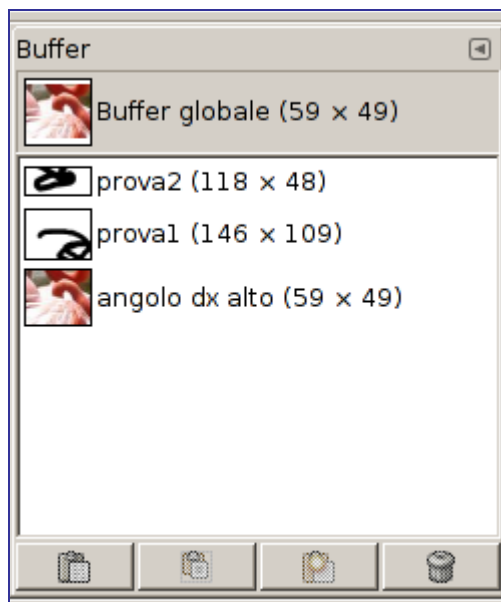 Buffer
Buffer globale (59 × 49)
prova2 (118 × 48)
prova1 (146 × 109)
angolo dx alto (59 × 49)